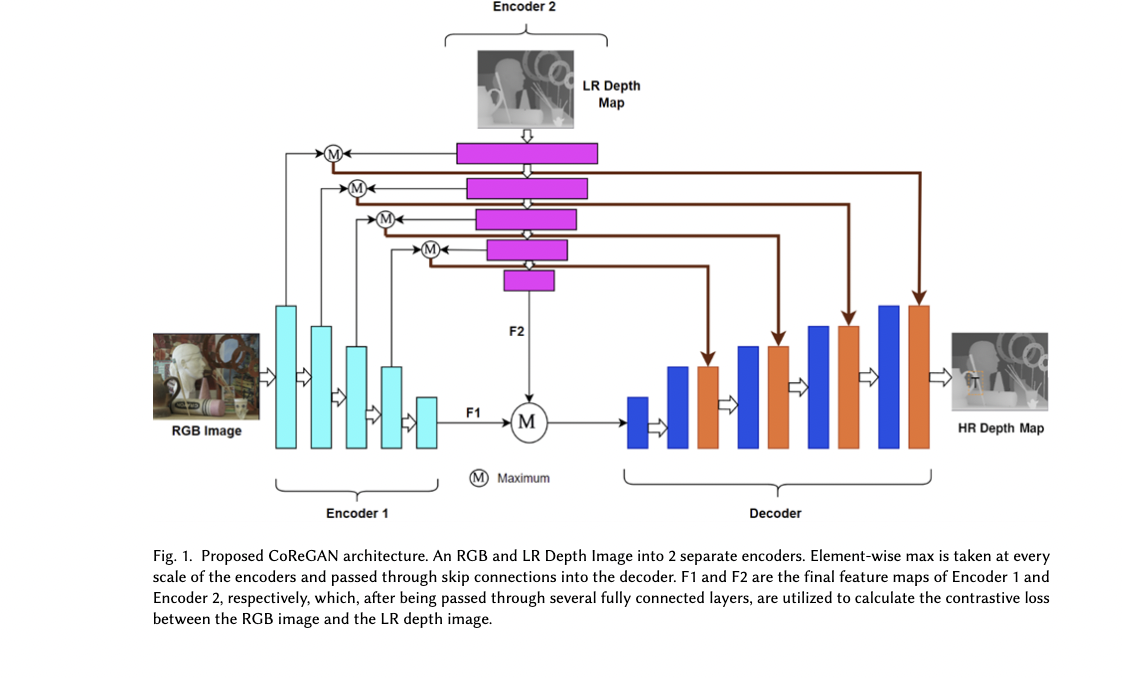 Encoder 2
LR Depth
Map
M
M
M
M
F2
F1
M
RGB Image
HR Depth Map
M Maximum
Encoder 1
Decoder
Fig. 1. Proposed CoReGAN architecture. An RGB and LR Depth Image into 2 separate encoders. Element-wise max is taken at every
scale of the encoders and passed through skip connections into the decoder. F1 and F2 are the final feature maps of Encoder 1 and
Encoder 2, respectively, which, after being passed through several fully connected layers, are utilized to calculate the contrastive loss
between the RGB image and the LR depth image.